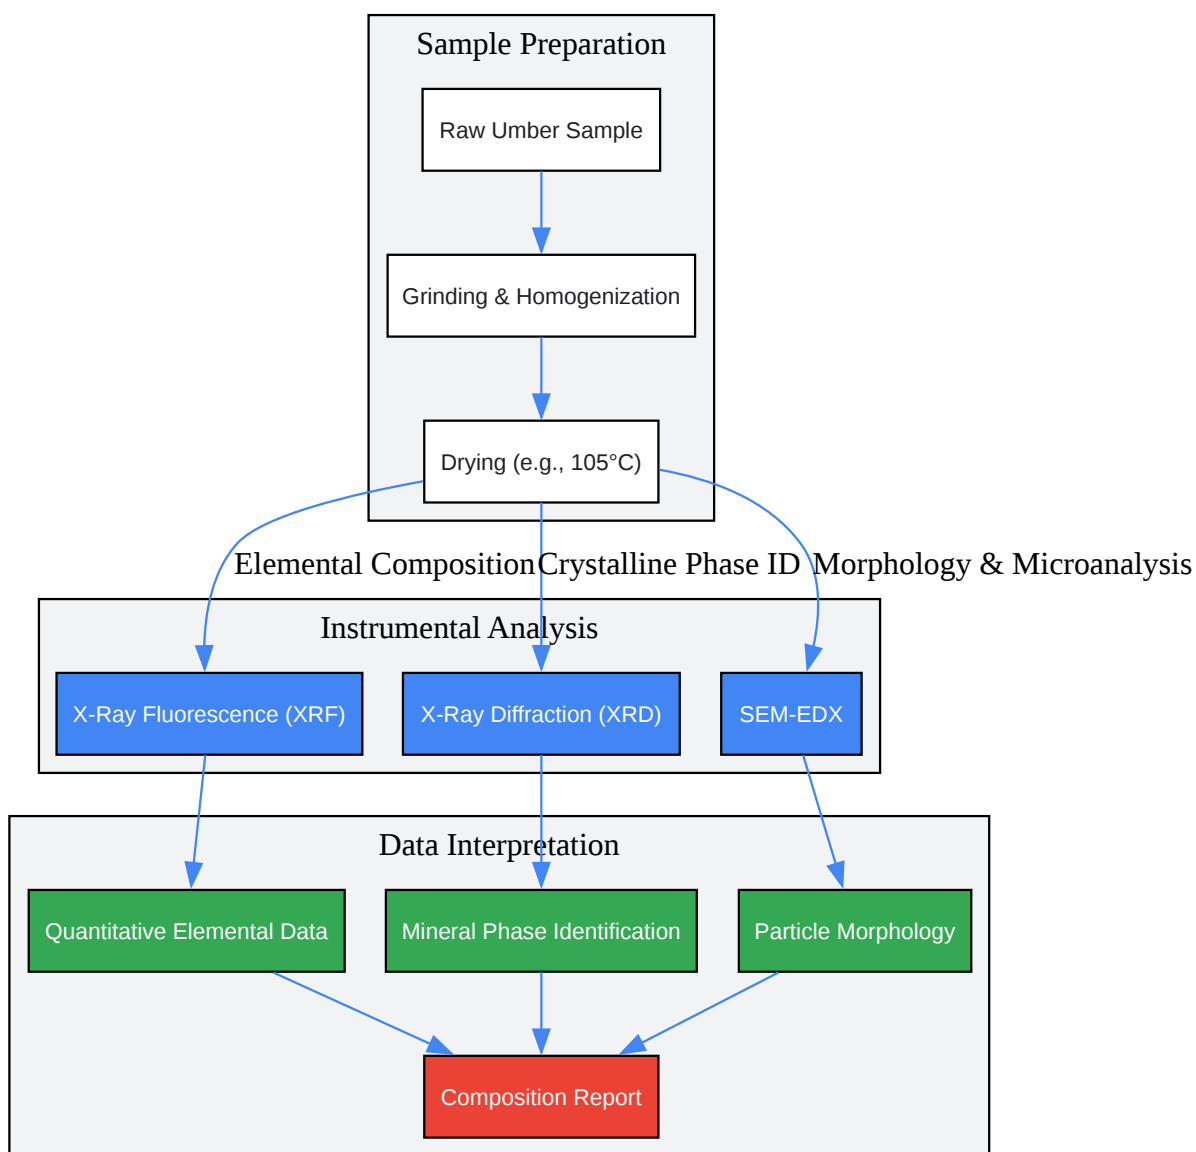 Sample Preparation
Raw Umber Sample
Grinding & Homogenization
Drying (e.g., 105°C)
Elemental Composition
Crystalline Phase ID
Morphology & Microanalysis
Instrumental Analysis
X-Ray Fluorescence (XRF)
X-Ray Diffraction (XRD)
SEM-EDX
Data Interpretation
Quantitative Elemental Data
Mineral Phase Identification
Particle Morphology
Composition Report